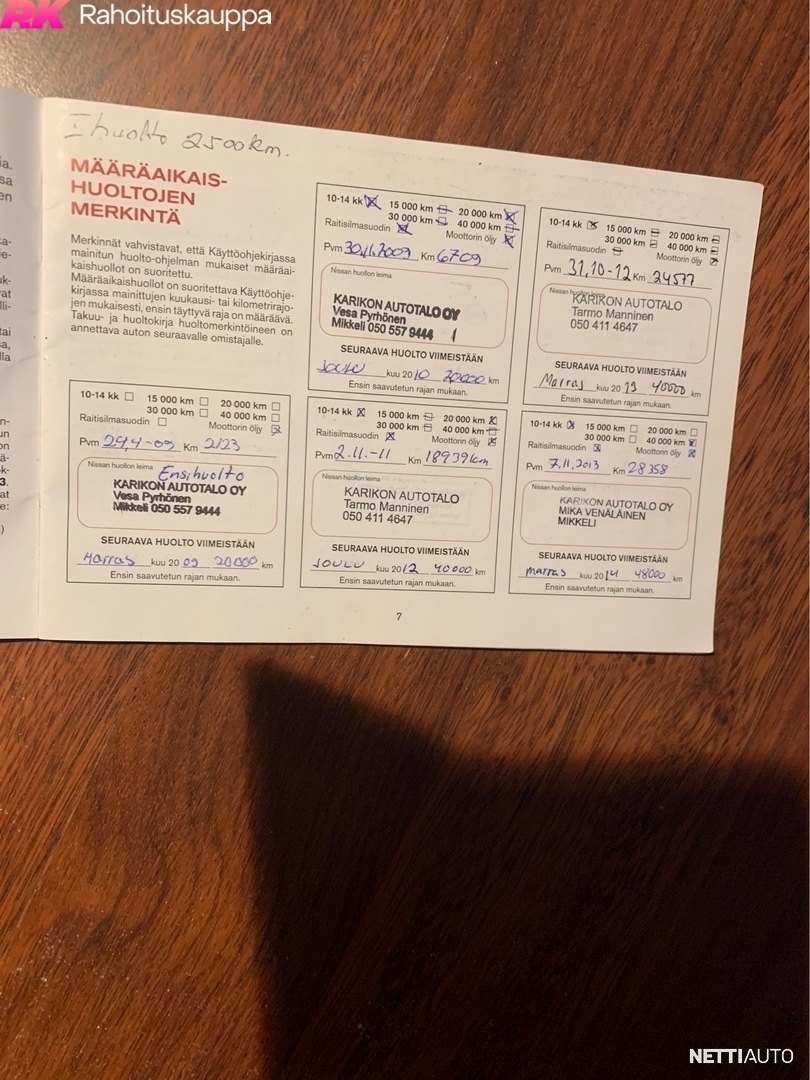 RK Rahoituskauppa
I huolto 2500km.
MÄÄRÄAIKAIS-
HUOLTOJEN
MERKINTÄ
Merkinnät vahvistavat, että Käyttöohjekirjassa
mainitun huolto-ohjelman mukaiset määräai-
kaishuollot on suoritettu.
Määräaikaishuollot on suoritettava Käyttöohje-
kirjassa mainittujen kuukausi- tai kilometrirajo-
jen mukaisesti, ensin täyttyvä raja on määräävä.
Takuu- ja huoltokirja huoltomerkintöineen on
annettava auton seuraavalle omistajalle.
10-14 kk 15 000 km 20 000 km
30 000 km 40 000 km
Raitisilmasuodin Moottorin öljy
Pvm 29.4-09 Km 2123
Nissan huollon leima Ensihuolto
KARIKON AUTOTALO OY
Vesa Pyrhönen
Mikkeli 050 557 9444
SEURAAVA HUOLTO VIIMEISTÄÄN
Marras kuu 20 09 20000 km
Ensin saavutetun rajan mukaan.
10-14 kk 15 000 km 20 000 km
30 000 km 40 000 km
Raitisilmasuodin Moottorin öljy
Pvm 30.11.2009 Km 6709
Nissan huollon leima
KARIKON AUTOTALO OY
Vesa Pyrhönen
Mikkeli 050 557 9444
SEURAAVA HUOLTO VIIMEISTÄÄN
JOULU kuu 20 10 20000 km
Ensin saavutetun rajan mukaan.
10-14 kk 15 000 km 20 000 km
30 000 km 40 000 km
Raitisilmasuodin Moottorin öljy
Pvm 2.11.-11 Km 18939km
Nissan huollon leima
KARIKON AUTOTALO
Tarmo Manninen
050 411 4647
SEURAAVA HUOLTO VIIMEISTÄÄN
JOULU kuu 20 12 40000 km
Ensin saavutetun rajan mukaan.
10-14 kk 15 000 km 20 000 km
30 000 km 40 000 km
Raitisilmasuodin Moottorin öljy
Pvm 31.10-12 Km 24577
Nissan huollon leima
KARIKON AUTOTALO
Tarmo Manninen
050 411 4647
SEURAAVA HUOLTO VIIMEISTÄÄN
Marras kuu 20 13 40000 km
Ensin saavutetun rajan mukaan.
10-14 kk 15 000 km 20 000 km
30 000 km 40 000 km
Raitisilmasuodin Moottorin öljy
Pvm 7.11.2013 Km 28358
Nissan huollon leima
KARIKON AUTOTALO OY
MIKA VENÄLÄINEN
MIKKELI
SEURAAVA HUOLTO VIIMEISTÄÄN
marras kuu 20 14 48000 km
Ensin saavutetun rajan mukaan.
7
NETTIAUTO